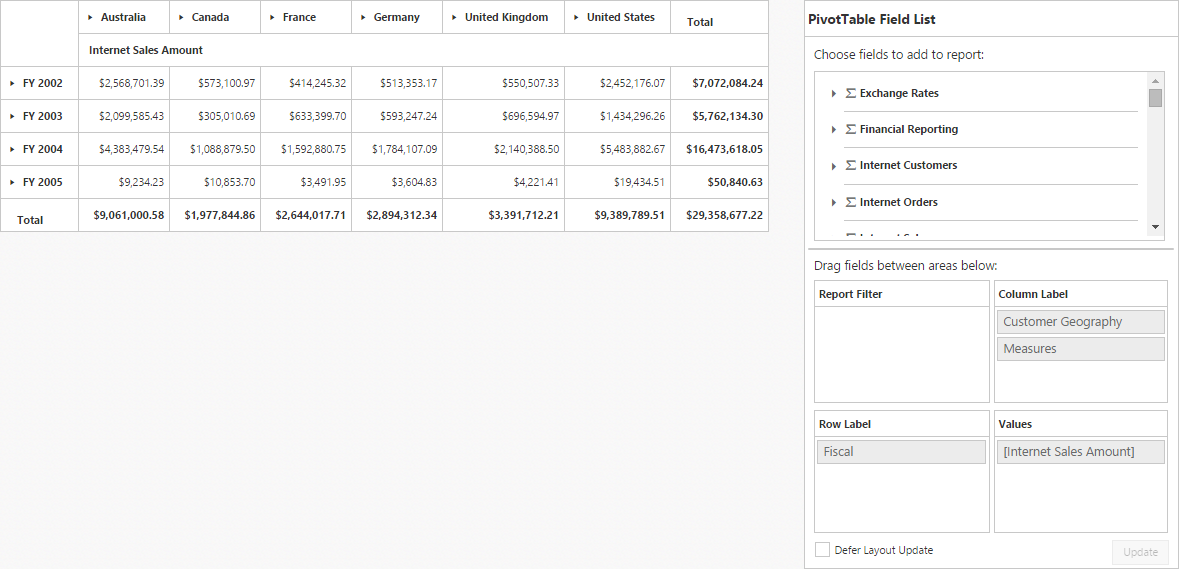 Australia Canada France Germany United Kingdom United States Total
Internet Sales Amount
FY 2002 $2,568,701.39 $573,100.97 $414,245.32 $513,353.17 $550,507.33 $2,452,176.07 $7,072,084.24
FY 2003 $2,099,585.43 $305,010.69 $633,399.70 $593,247.24 $696,594.97 $1,434,296.26 $5,762,134.30
FY 2004 $4,383,479.54 $1,088,879.50 $1,592,880.75 $1,784,107.09 $2,140,388.50 $5,483,882.67 $16,473,618.05
FY 2005 $9,234.23 $10,853.70 $3,491.95 $3,604.83 $4,221.41 $19,434.51 $50,840.63
Total $9,061,000.58 $1,977,844.86 $2,644,017.71 $2,894,312.34 $3,391,712.21 $9,389,789.51 $29,358,677.22
PivotTable Field List
Choose fields to add to report:
Σ Exchange Rates
Σ Financial Reporting
Σ Internet Customers
Σ Internet Orders
Drag fields between areas below:
Report Filter
Column Label
Customer Geography
Measures
Row Label
Fiscal
Values
[Internet Sales Amount]
Defer Layout Update
Update